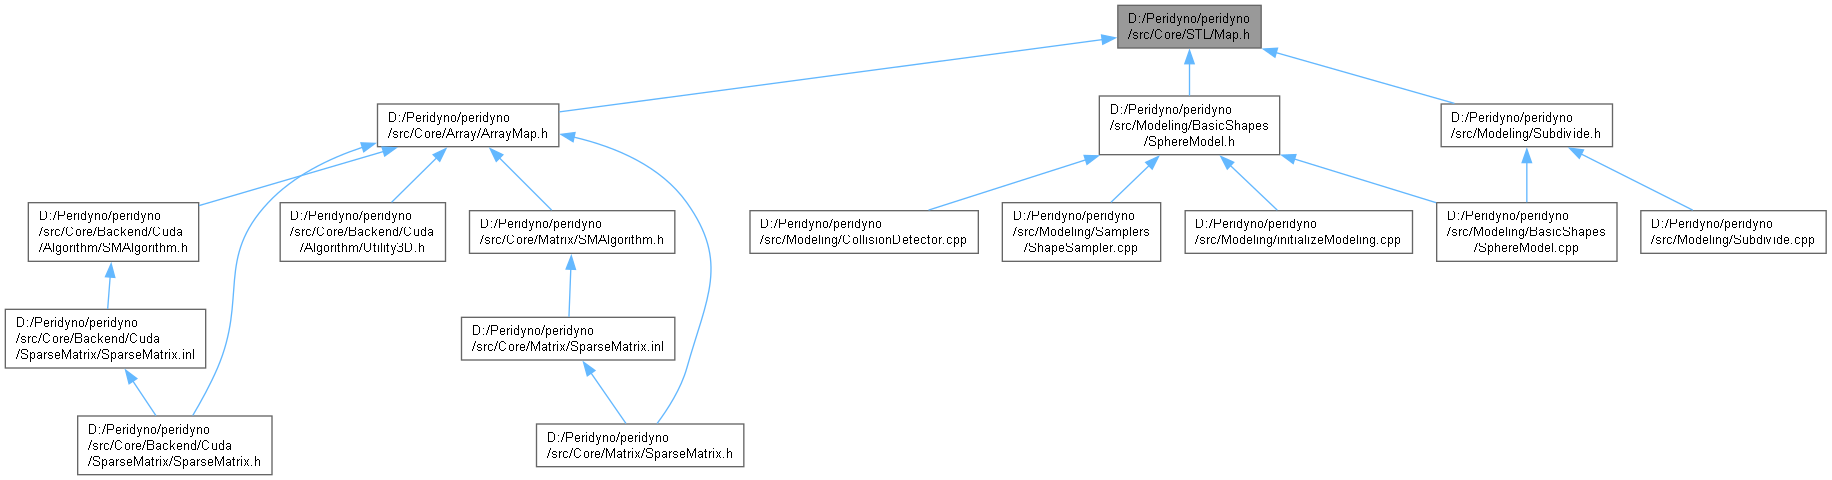 D:/Peridyno/peridyno
/src/Core/STL/Map.h
D:/Peridyno/peridyno
/src/Core/Array/ArrayMap.h
D:/Peridyno/peridyno
/src/Modeling/BasicShapes
/SphereModel.h
D:/Peridyno/peridyno
/src/Modeling/Subdivide.h
D:/Peridyno/peridyno
/src/Core/Backend/Cuda
/Algorithm/SMAlgorithm.h
D:/Peridyno/peridyno
/src/Core/Backend/Cuda
/Algorithm/Utility3D.h
D:/Peridyno/peridyno
/src/Core/Matrix/SMAlgorithm.h
D:/Peridyno/peridyno
/src/Modeling/CollisionDetector.cpp
D:/Peridyno/peridyno
/src/Modeling/Samplers
/ShapeSampler.cpp
D:/Peridyno/peridyno
/src/Modeling/initializeModeling.cpp
D:/Peridyno/peridyno
/src/Modeling/BasicShapes
/SphereModel.cpp
D:/Peridyno/peridyno
/src/Modeling/Subdivide.cpp
D:/Peridyno/peridyno
/src/Core/Backend/Cuda
/SparseMatrix/SparseMatrix.inl
D:/Peridyno/peridyno
/src/Core/Matrix/SparseMatrix.inl
D:/Peridyno/peridyno
/src/Core/Backend/Cuda
/SparseMatrix/SparseMatrix.h
D:/Peridyno/peridyno
/src/Core/Matrix/SparseMatrix.h